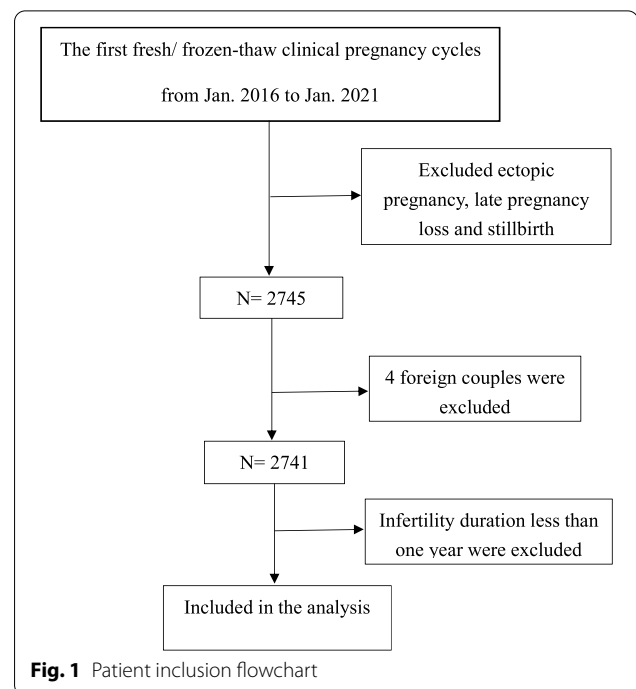 The first fresh/ frozen-thaw clinical pregnancy cycles
from Jan. 2016 to Jan. 2021
Excluded ectopic
pregnancy, late pregnancy
loss and stillbirth
N= 2745
4 foreign couples were
excluded
N= 2741
Infertility duration less than
one year were excluded
Included in the analysis
Fig. 1 Patient inclusion flowchart